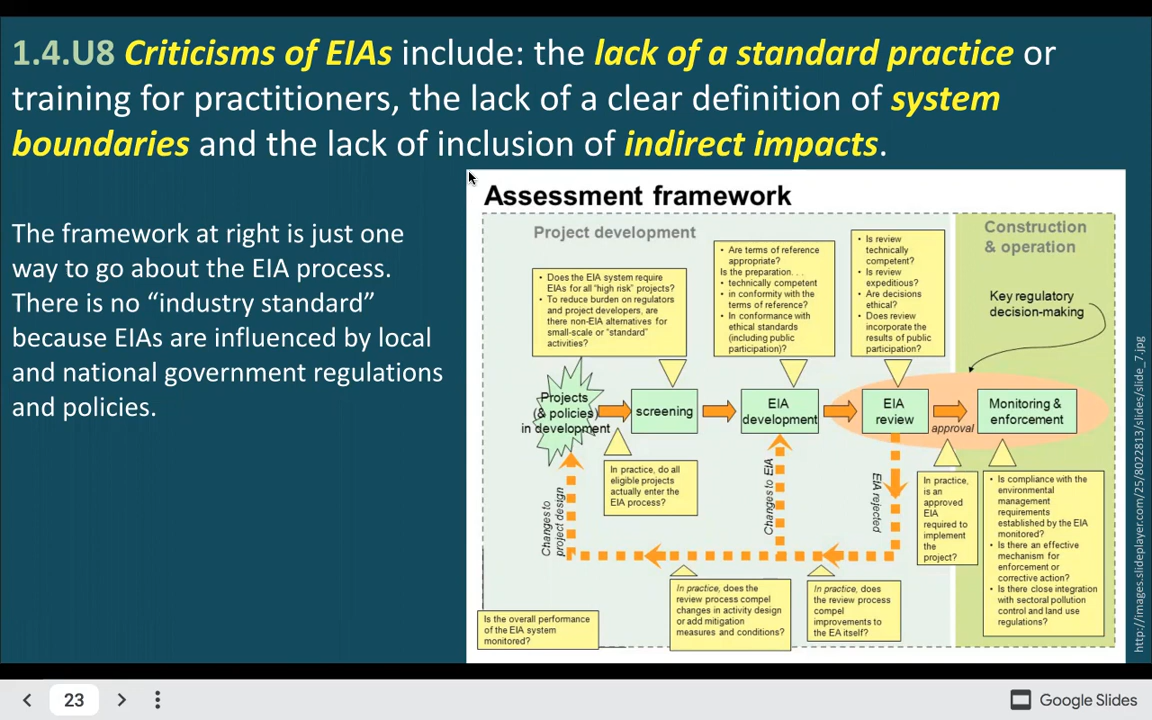 1.4.U8 Criticisms of EIAs include: the lack of a standard practice or
training for practitioners, the lack of a clear definition of system
boundaries and the lack of inclusion of indirect impacts.
The framework at right is just one
way to go about the EIA process.
There is no “industry standard”
because EIAs are influenced by local
and national government regulations
and policies.
Assessment framework
Project development
Construction
& operation
• Does the EIA system require
EIAs for all “high risk” projects?
• To reduce burden on regulators
and project developers, are
there non-EIA alternatives for
small-scale or “standard”
activities?
• Are terms of reference
appropriate?
Is the preparation. . .
• technically competent
• in conformity with the
terms of reference?
• In conformance with
ethical standards
(including public
participation)?
• Is review
technically
competent?
• Is review
expeditious?
• Are decisions
ethical?
• Does review
incorporate the
results of public
participation?
Key regulatory
decision-making
Projects
(& policies)
in development
screening
EIA
development
EIA
review
approval
Monitoring &
enforcement
In practice, do all
eligible projects
actually enter the
EIA process?
Changes to
project design
Changes to EIA
EIA rejected
In practice,
is an
approved
EIA
required to
implement
the
project?
• Is compliance with the
environmental
management
requirements
established by the EIA
monitored?
• Is there an effective
mechanism for
enforcement or
corrective action?
• Is there close integration
with sectoral pollution
control and land use
regulations?
Is the overall performance
of the EIA system
monitored?
In practice, does the
review process compel
changes in activity design
or add mitigation
measures and conditions?
In practice, does
the review process
compel
improvements to
the EA itself?
http://images.slideplayer.com/25/8022813/slides/slide_7.jpg
23
Google Slides